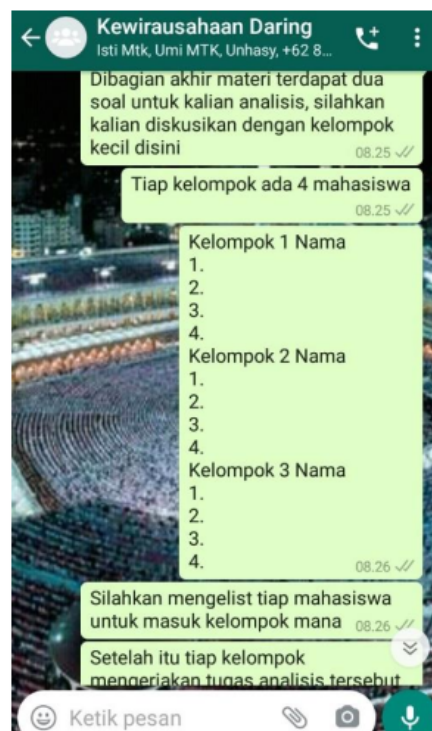 Kewirausahaan Daring
Isti Mtk, Umi MTK, Unhasy, +62 8...
Dibagian akhir materi terdapat dua
soal untuk kalian analisis, silahkan
kalian diskusikan dengan kelompok
kecil disini
08.25
Tiap kelompok ada 4 mahasiswa
08.25
Kelompok 1 Nama
1.
2.
3.
4.
Kelompok 2 Nama
1.
2.
3.
4.
Kelompok 3 Nama
1.
2.
3.
4.
08.26
Silahkan mengelist tiap mahasiswa
untuk masuk kelompok mana 08.26
Setelah itu tiap kelompok
mengerjakan tugas analisis tersebut
Ketik pesan